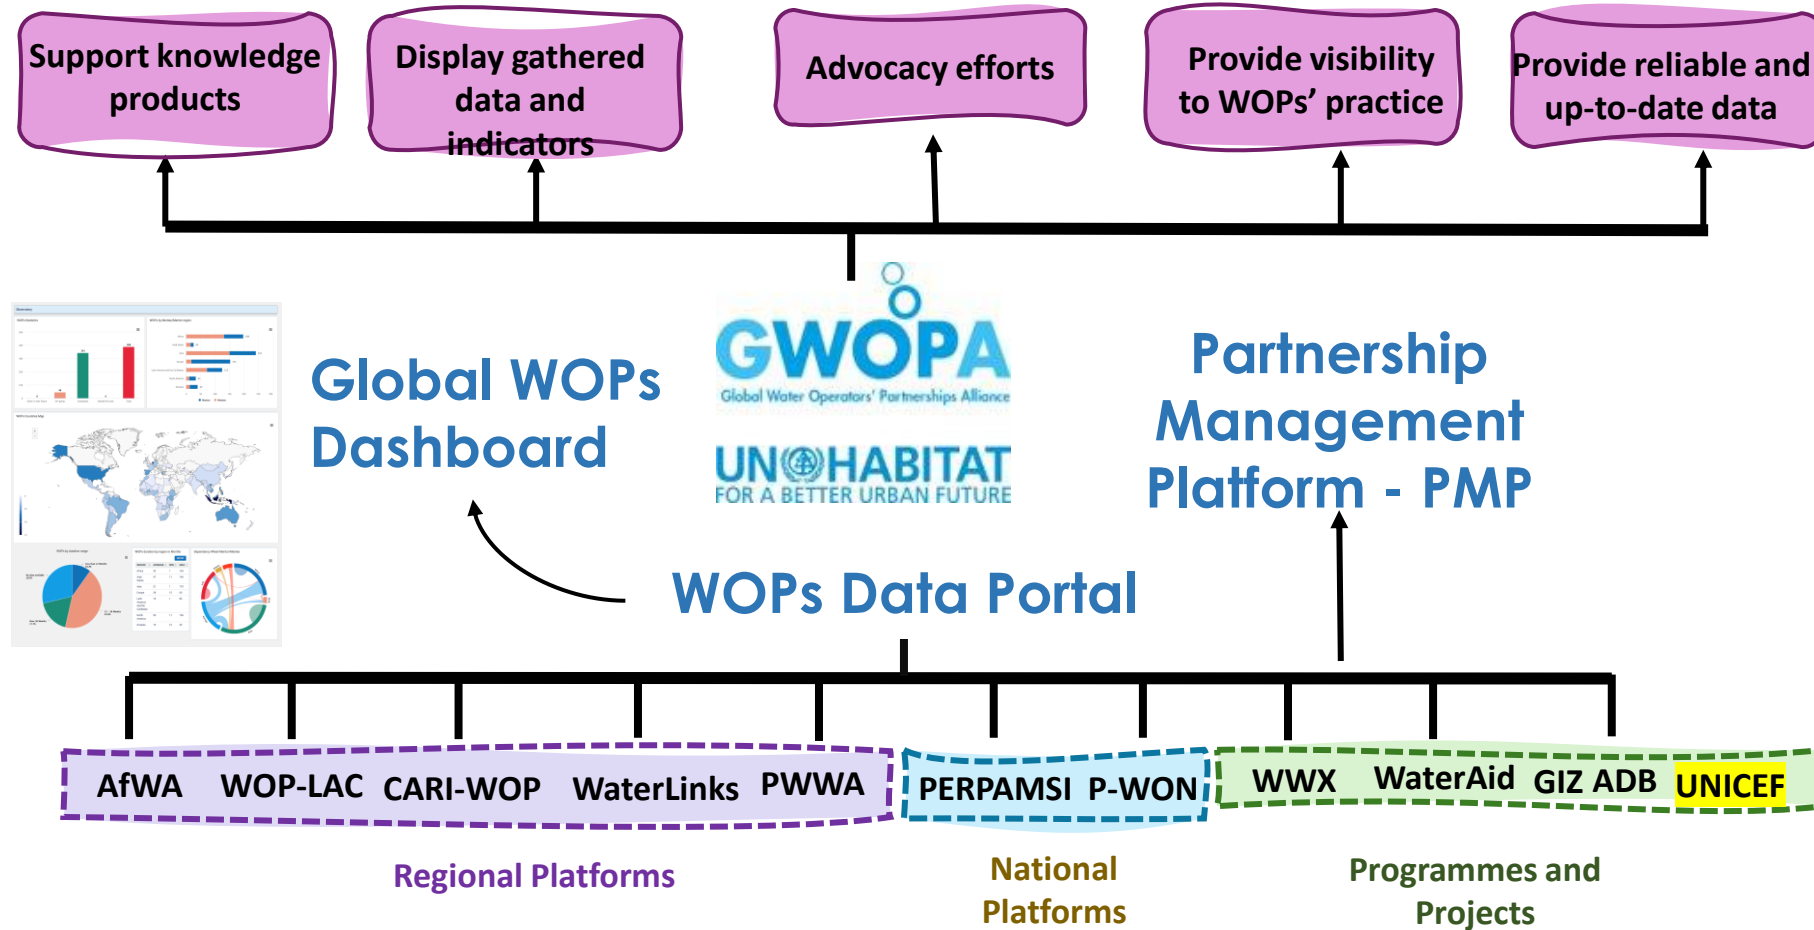 Support knowledge
products
Display gathered
data and
indicators
Advocacy efforts
Provide visibility
to WOPs’ practice
Provide reliable and
up-to-date data
Global WOPs
Dashboard
GWOPA
Global Water Operators' Partnerships Alliance
UN HABITAT
FOR A BETTER URBAN FUTURE
Partnership
Management
Platform - PMP
WOPs Data Portal
AfWA
WOP-LAC
CARI-WOP
WaterLinks
PWWA
PERPAMSI
P-WON
WWX
WaterAid
GIZ ADB
UNICEF
Regional Platforms
National
Platforms
Programmes and
Projects